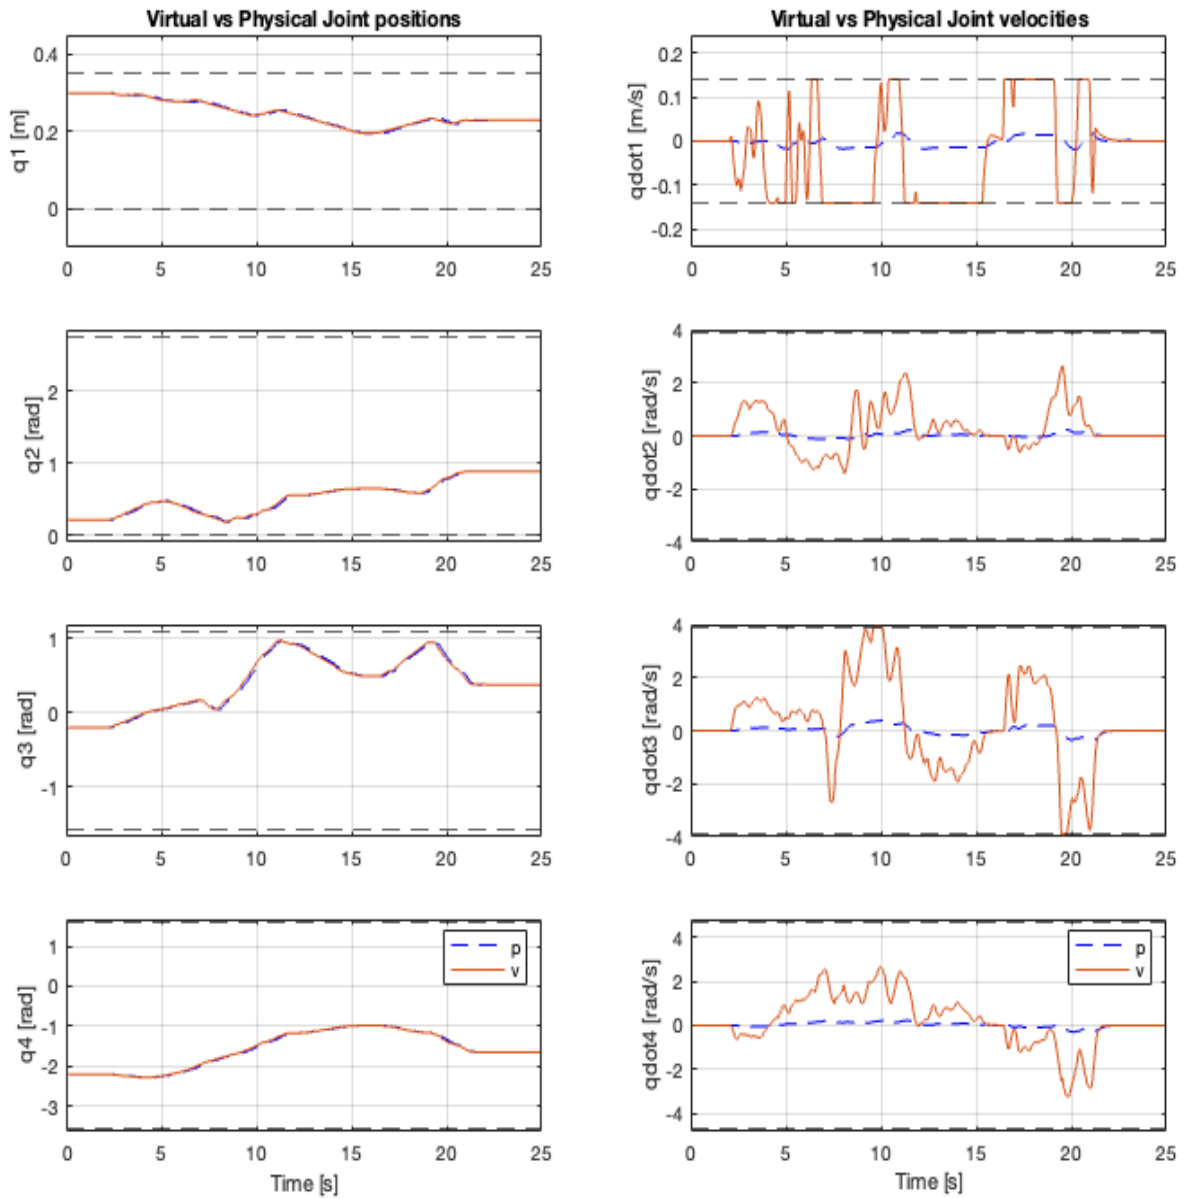 Virtual vs Physical Joint positions
Virtual vs Physical Joint velocities
q1 [m]
0.4
0.2
0
0 5 10 15 20 25
qdot1 [m/s]
0.2
0.1
0
-0.1
-0.2
0 5 10 15 20 25
q2 [rad]
2
1
0
0 5 10 15 20 25
qdot2 [rad/s]
4
2
0
-2
-4
0 5 10 15 20 25
q3 [rad]
1
0
-1
0 5 10 15 20 25
qdot3 [rad/s]
4
2
0
-2
-4
0 5 10 15 20 25
q4 [rad]
1
0
-1
-2
-3
p
v
0 5 10 15 20 25
Time [s]
qdot4 [rad/s]
4
2
0
-2
-4
p
v
0 5 10 15 20 25
Time [s]